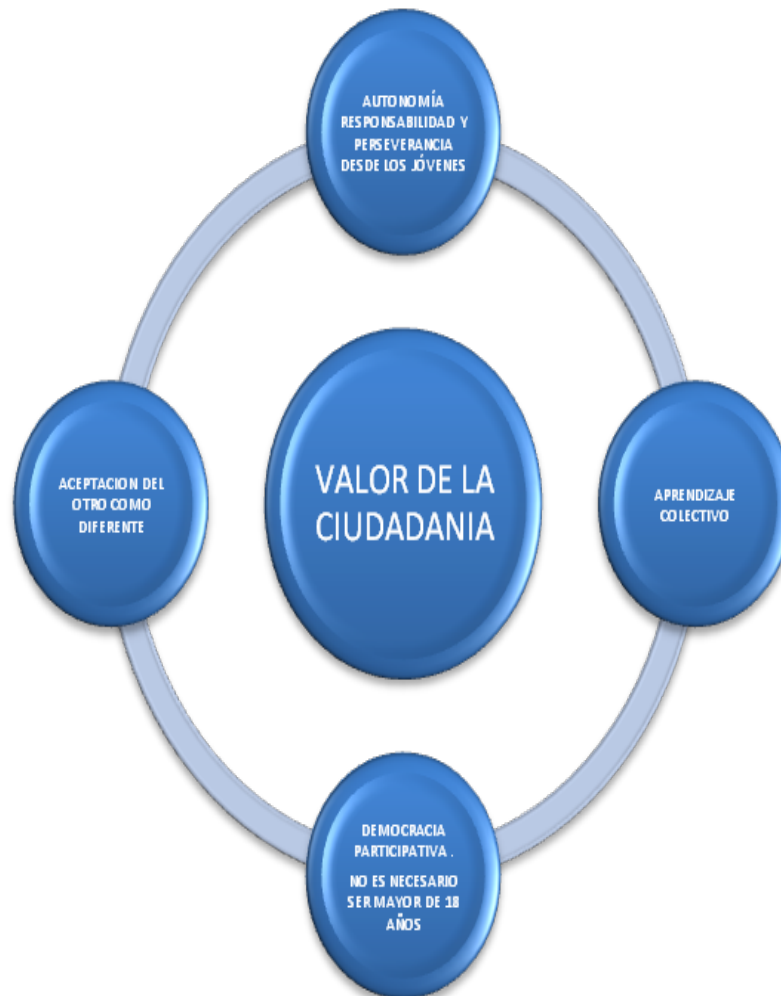 AUTONOMÍA
RESPONSABILIDAD Y
PERSEVERANCIA
DESDE LOS JÓVENES
ACEPTACION DEL
OTRO COMO
DIFERENTE
VALOR DE LA
CIUDADANIA
APRENDIZAJE
COLECTIVO
DEMOCRACIA
PARTICIPATIVA .
NO ES NECESARIO
SER MAYOR DE 18
AÑOS